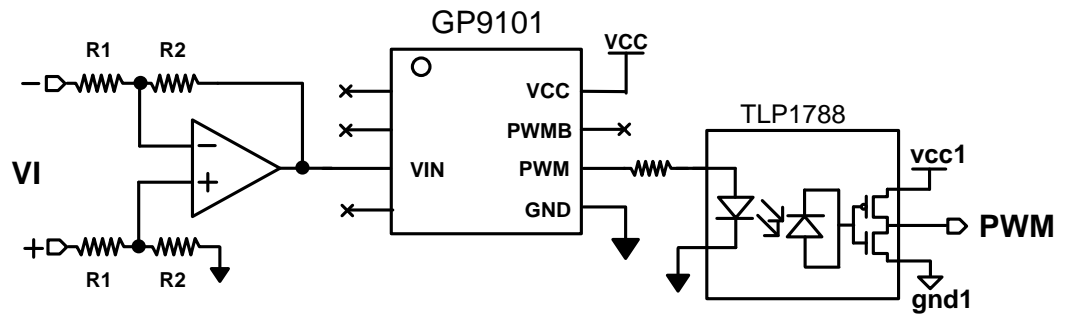 GP9101
R1 R2
VCC
VCC
TLP1788
PWMB
vcc1
VI
VIN
PWM
PWM
GND
R1 R2
gnd1